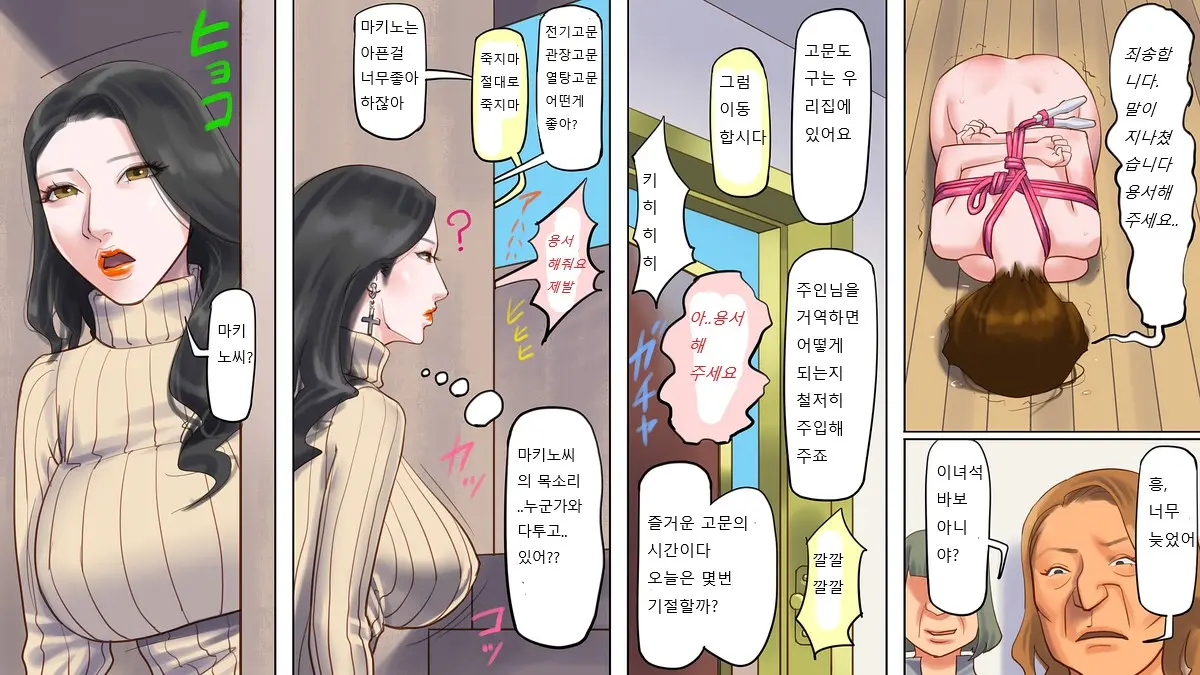 죄송합
니다.
말이
지나쳤
습니다
용서해
주세요..
흥,
너무
늦었어
이녀석
바보
아니
야?
고문도
구는 우
리집에
있어요
그럼
이동
합시다
키
히
히
히
주인님을
거역하면
어떻게
되는지
철저히
주입해
주죠
아..용서
해
주세요
ガチャ
즐거운 고문의
시간이다
오늘은 몇번
기절할까?
깔깔
깔깔
전기고문
관장고문
열탕고문
어떤게
좋아?
죽지마
절대로
죽지마
마키노는
아픈걸
너무좋아
하잖아
アハハハ
용서
해줘요
제발
ヒヒヒ
?
마키노씨
의 목소리
..누군가와
다투고..
있어??
カッ
コッ
ヒョコ
마키
노씨?